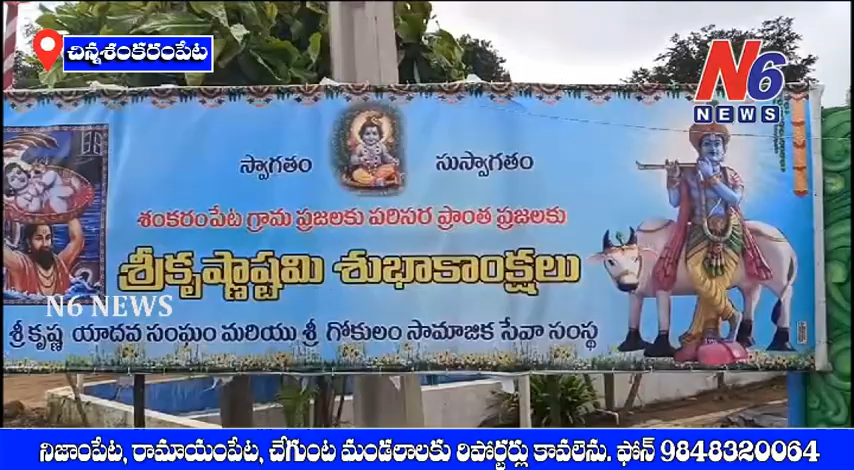 చిన్నశంకరంపేట
N6
NEWS
స్వాగతం సుస్వాగతం
శంకరంపేట గ్రామ ప్రజలకు పరిసర ప్రాంత ప్రజలకు
శ్రీకృష్ణాష్టమి శుభాకాంక్షలు
N6 NEWS
శ్రీ కృష్ణ యాదవ సంఘం మరియు శ్రీ గోకులం సామాజిక సేవా సంస్థ
నిజాంపేట, రామాయంపేట, చేగుంట మండలాలకు రిపోర్టర్లు కావలెను. ఫోన్ 9848320064